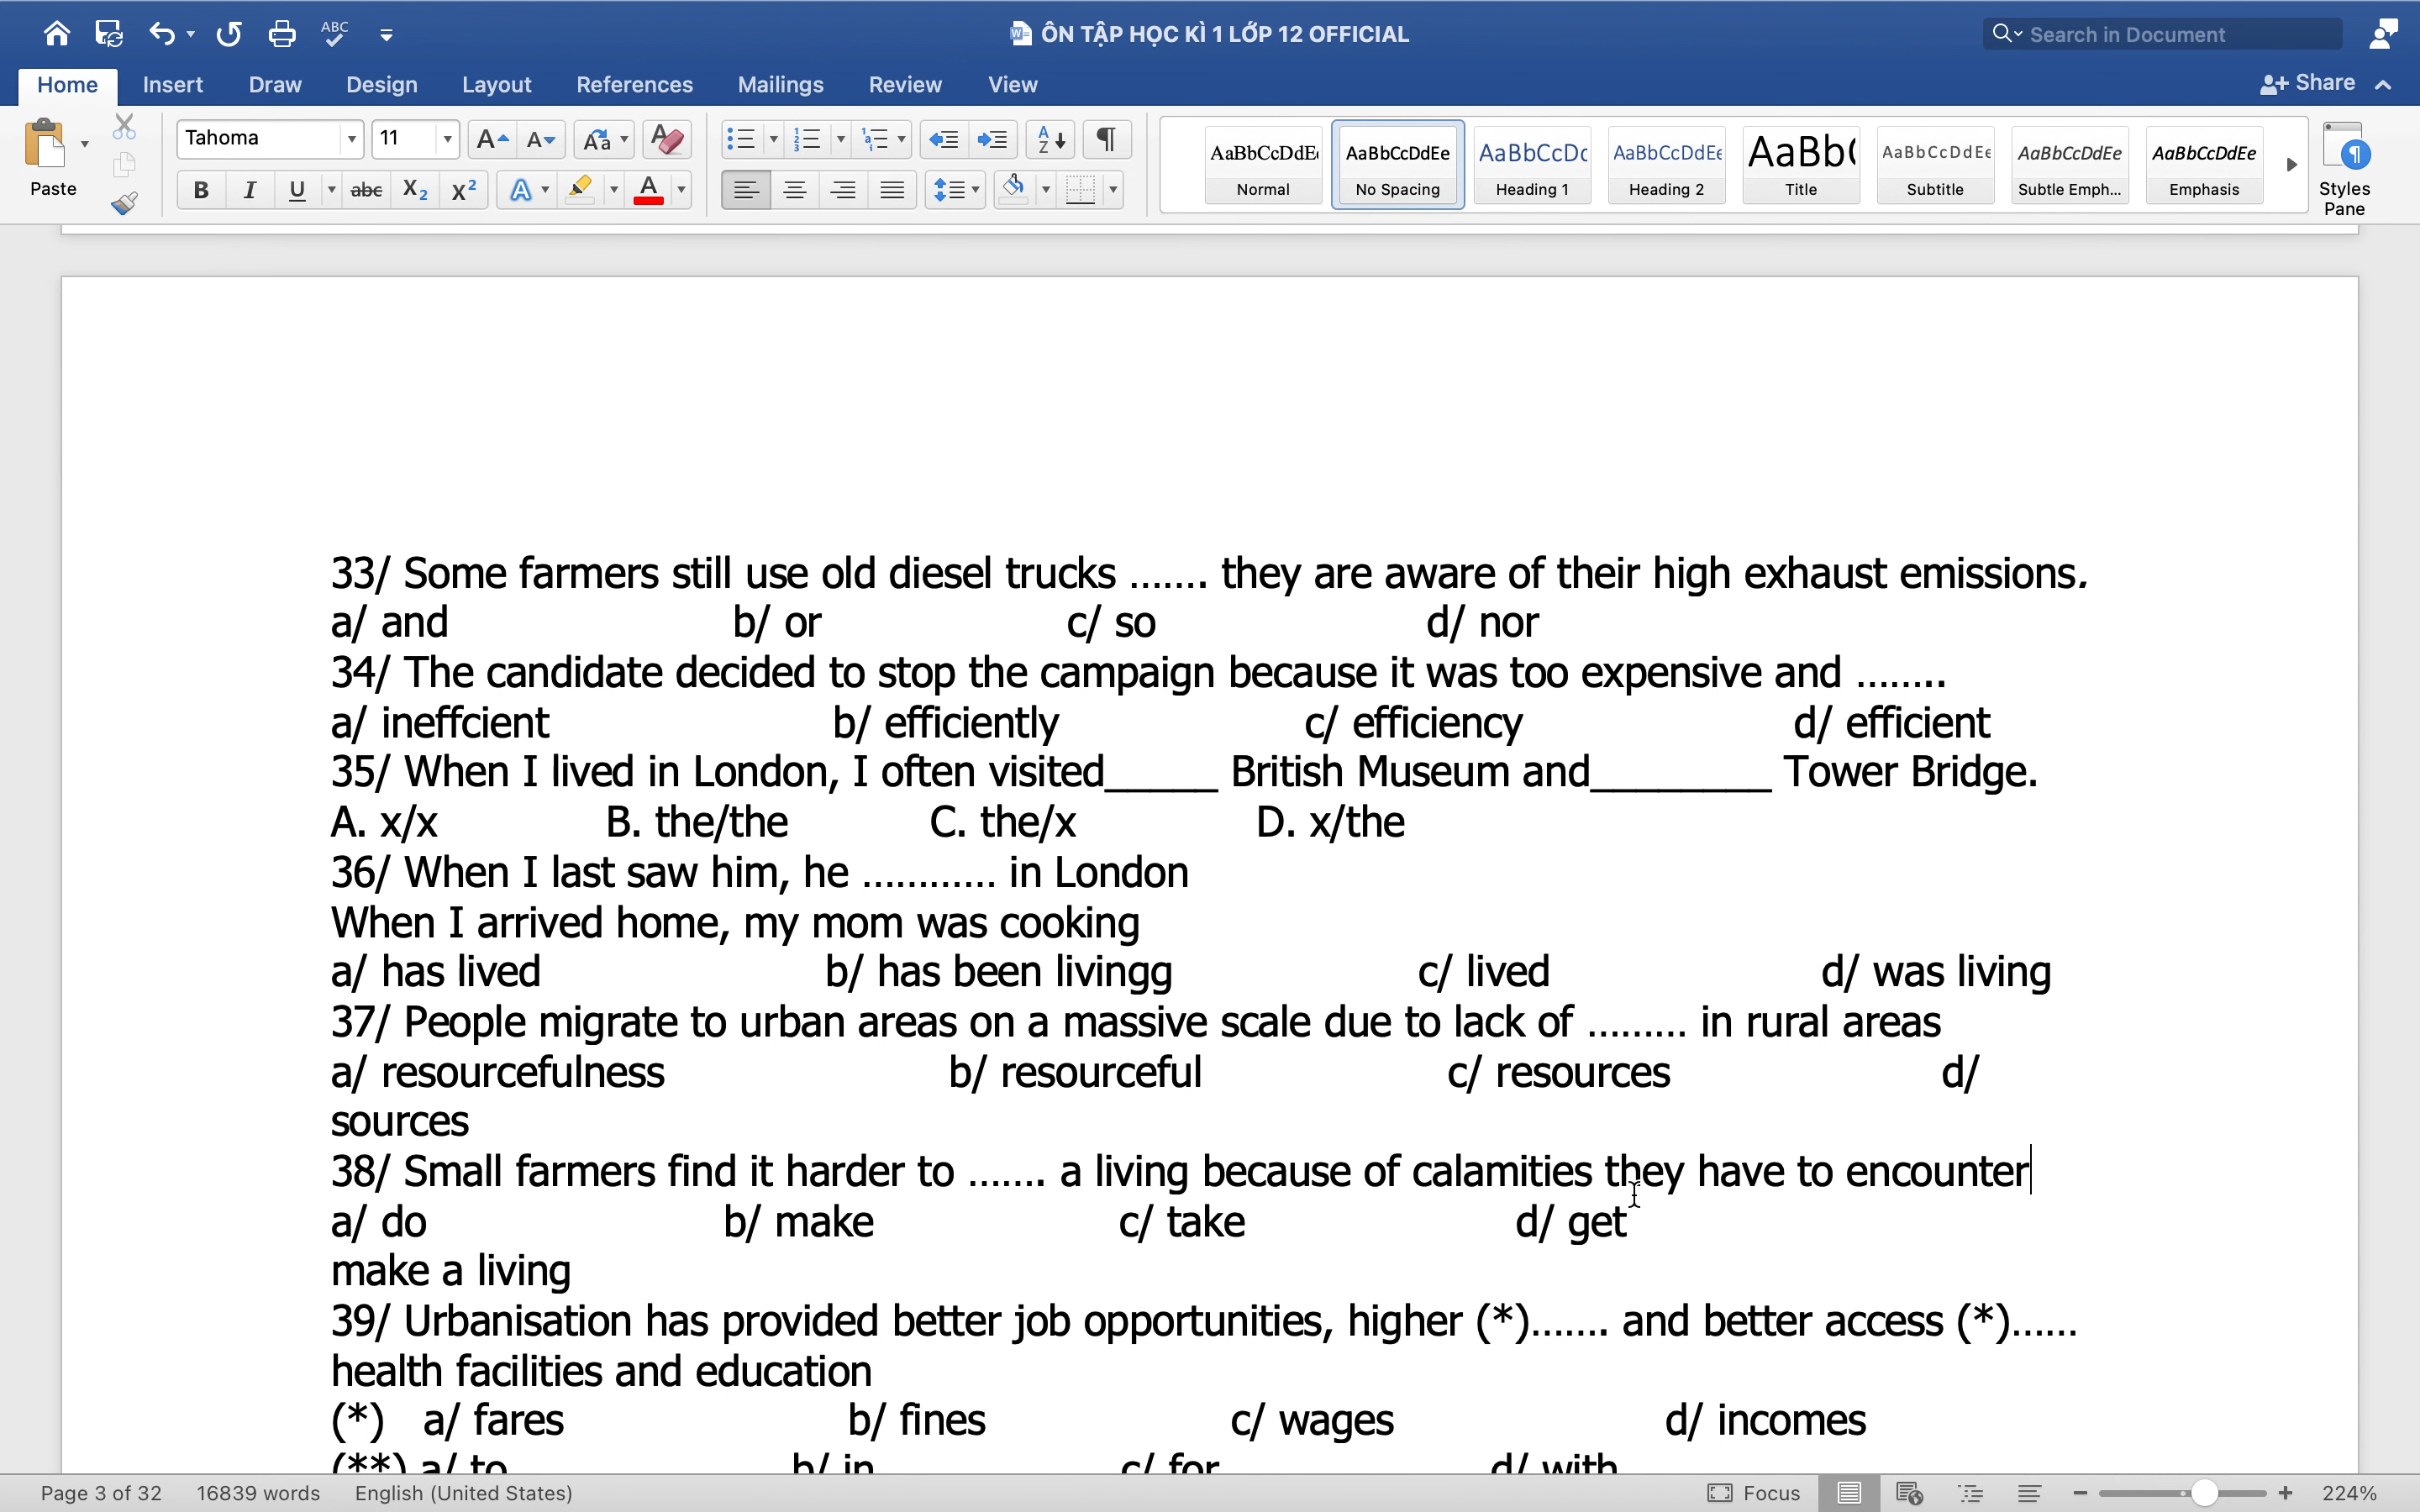 ABC
ÔN TẬP HỌC KÌ 1 LỚP 12 OFFICIAL
Search in Document
Home Insert Draw Design Layout References Mailings Review View
Share
Paste
Tahoma 11
AaBbCcDdEe AaBbCcDdEe AaBbCcDc AaBbCcDdEe AaBb( AaBbCcDdEe AaBbCcDdEe AaBbCcDdEe
Normal No Spacing Heading 1 Heading 2 Title Subtitle Subtle Emph... Emphasis
Styles
Pane
33/ Some farmers still use old diesel trucks ....... they are aware of their high exhaust emissions.
a/ and b/ or c/ so d/ nor
34/ The candidate decided to stop the campaign because it was too expensive and ........
a/ ineffcient b/ efficiently c/ efficiency d/ efficient
35/ When I lived in London, I often visited_____ British Museum and________ Tower Bridge.
A. x/x B. the/the C. the/x D. x/the
36/ When I last saw him, he ............ in London
When I arrived home, my mom was cooking
a/ has lived b/ has been livingg c/ lived d/ was living
37/ People migrate to urban areas on a massive scale due to lack of ......... in rural areas
a/ resourcefulness b/ resourceful c/ resources d/
sources
38/ Small farmers find it harder to ....... a living because of calamities they have to encounter
a/ do b/ make c/ take d/ get
make a living
39/ Urbanisation has provided better job opportunities, higher (*)....... and better access (*)......
health facilities and education
(*) a/ fares b/ fines c/ wages d/ incomes
(**) a/ to b/ in c/ for d/ with
Page 3 of 32 16839 words English (United States) Focus 224%